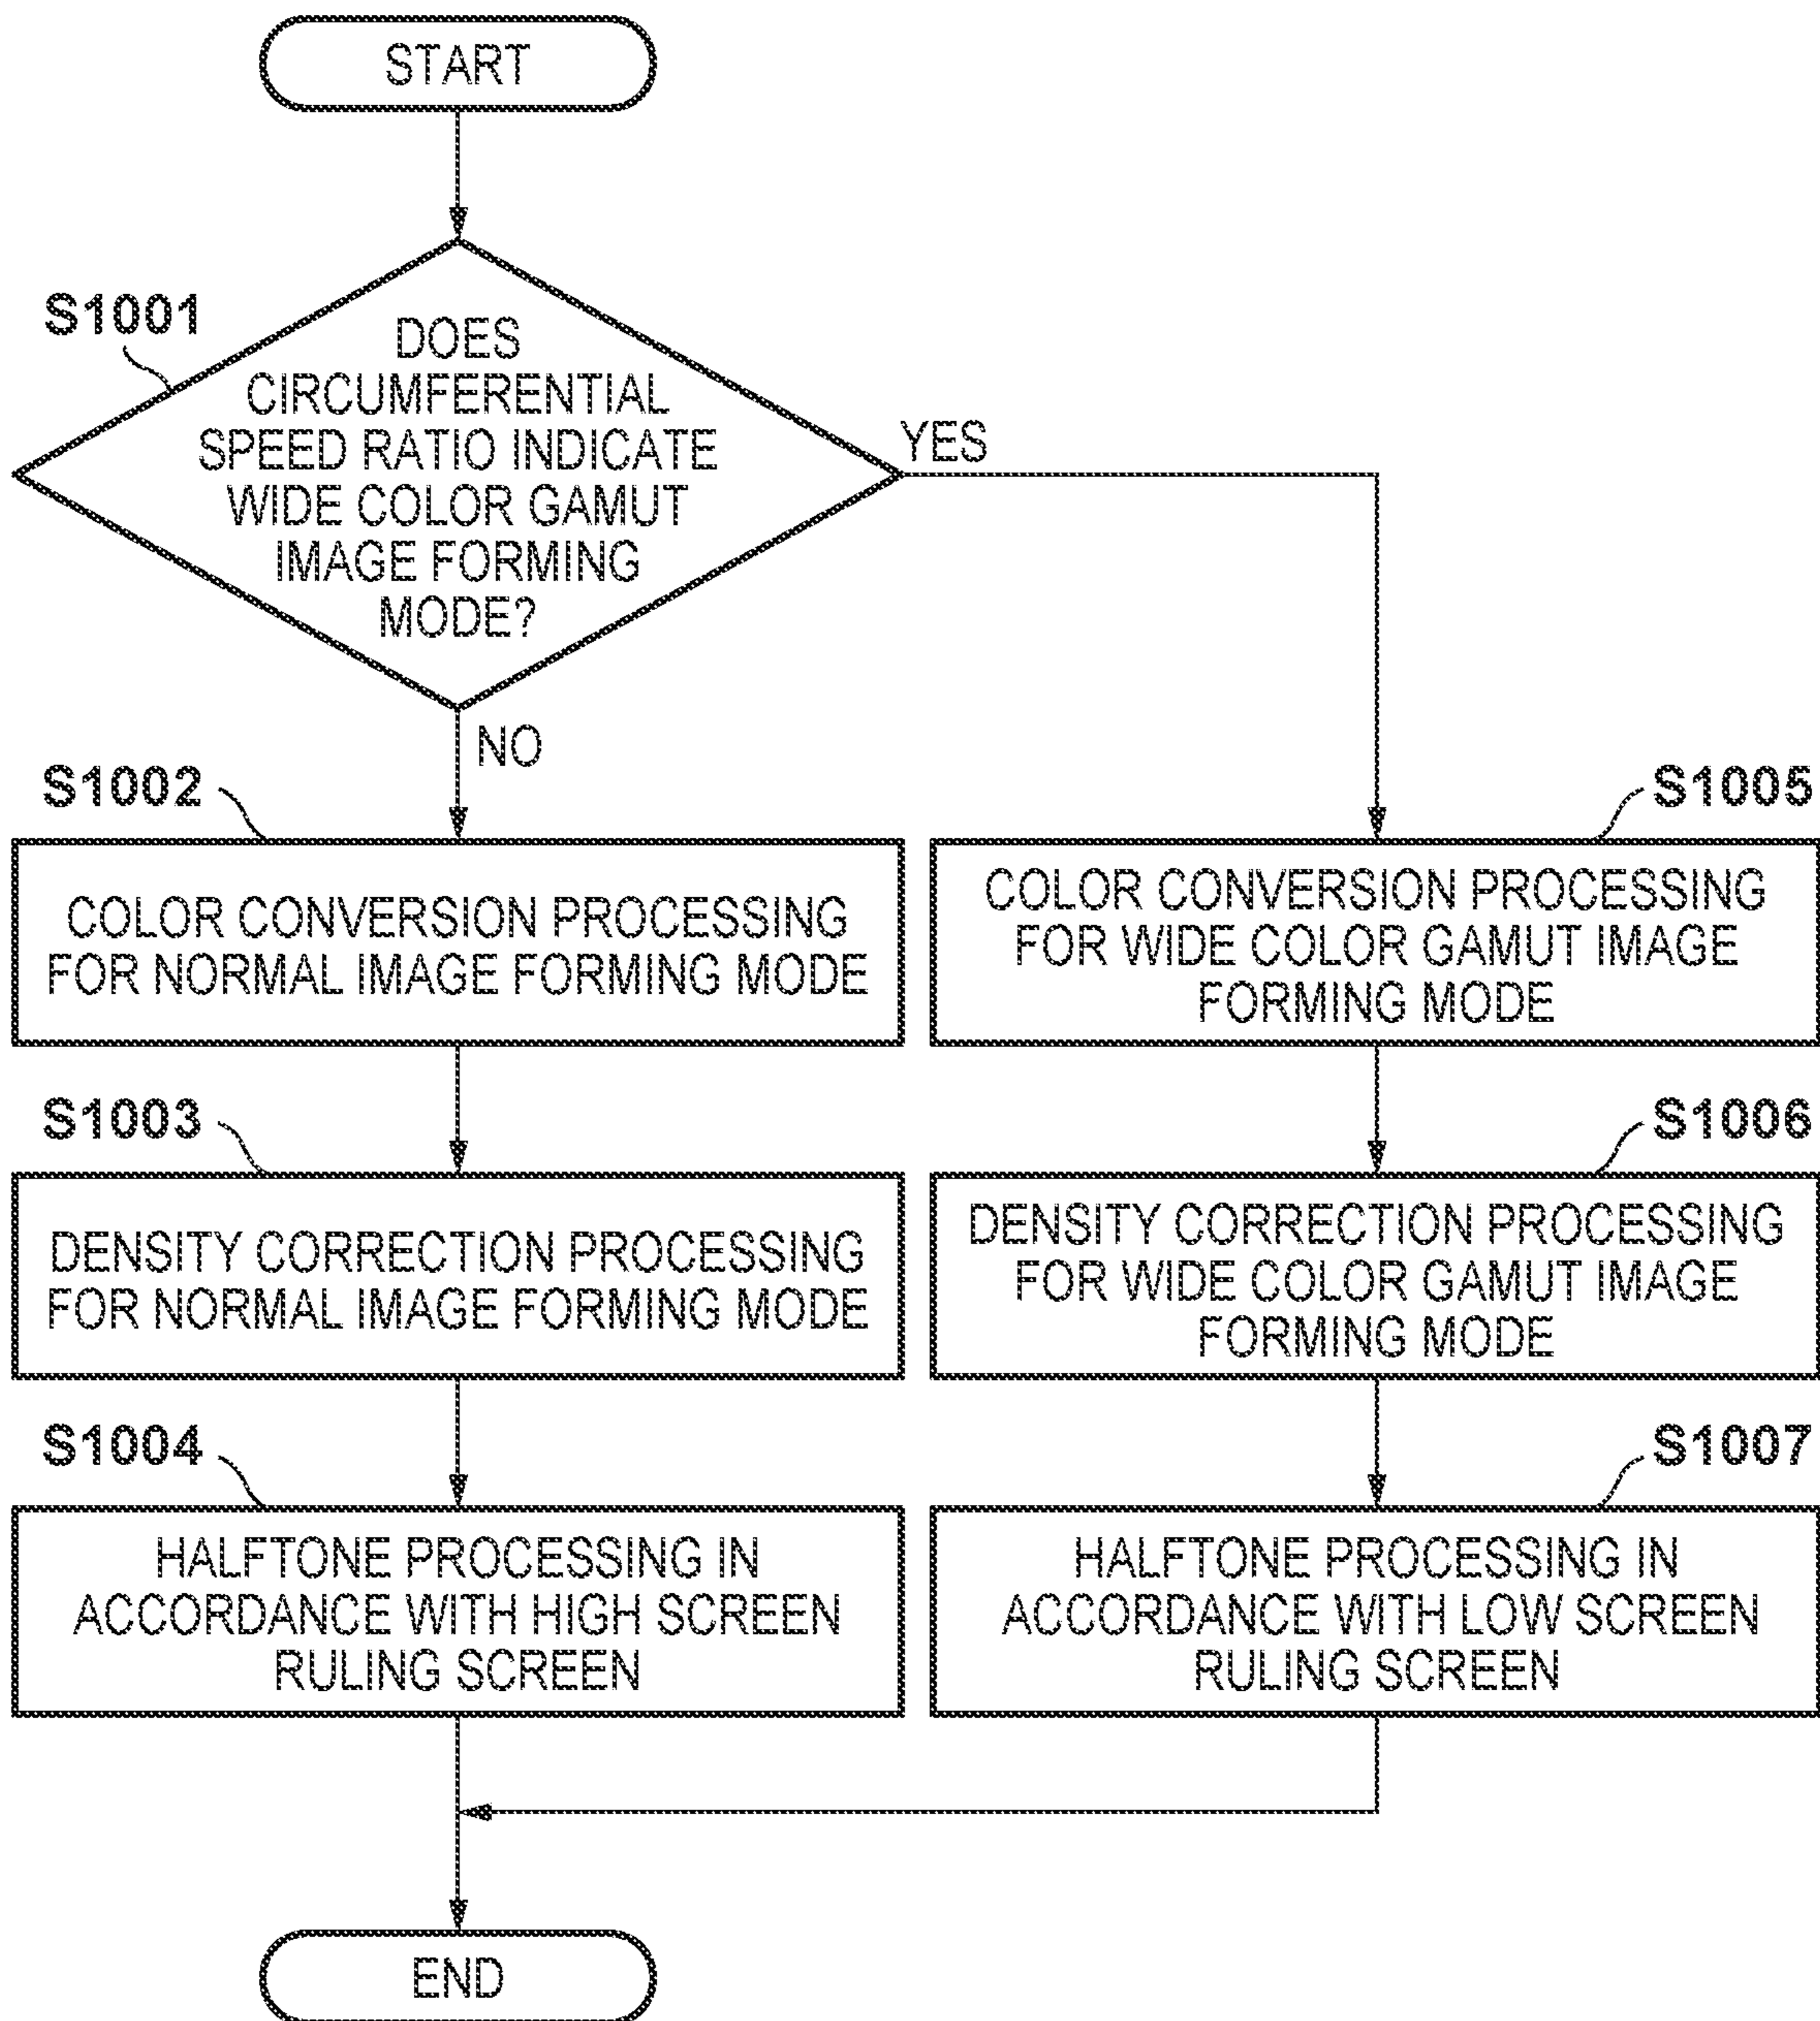 START
S1001
DOES
CIRCUMFERENTIAL
SPEED RATIO INDICATE
WIDE COLOR GAMUT
IMAGE FORMING
MODE?
YES
NO
S1002
COLOR CONVERSION PROCESSING
FOR NORMAL IMAGE FORMING MODE
S1005
COLOR CONVERSION PROCESSING
FOR WIDE COLOR GAMUT IMAGE
FORMING MODE
S1003
DENSITY CORRECTION PROCESSING
FOR NORMAL IMAGE FORMING MODE
S1006
DENSITY CORRECTION PROCESSING
FOR WIDE COLOR GAMUT IMAGE
FORMING MODE
S1004
HALFTONE PROCESSING IN
ACCORDANCE WITH HIGH SCREEN
RULING SCREEN
S1007
HALFTONE PROCESSING IN
ACCORDANCE WITH LOW SCREEN
RULING SCREEN
END